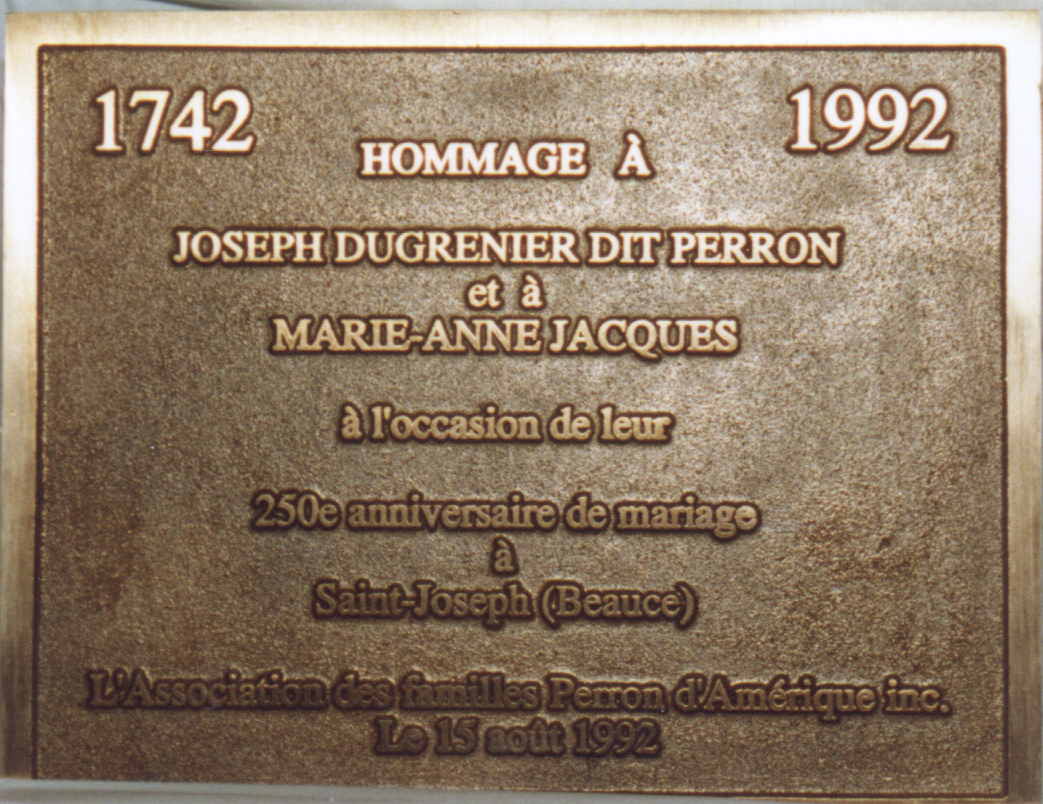 1742 1992
HOMMAGE À
JOSEPH DUGRENIER DIT PERRON
et à
MARIE-ANNE JACQUES
à l'occasion de leur
250e anniversaire de mariage
à
Saint-Joseph (Beauce)
L'Association des familles Perron d'Amérique inc.
Le 15 août 1992